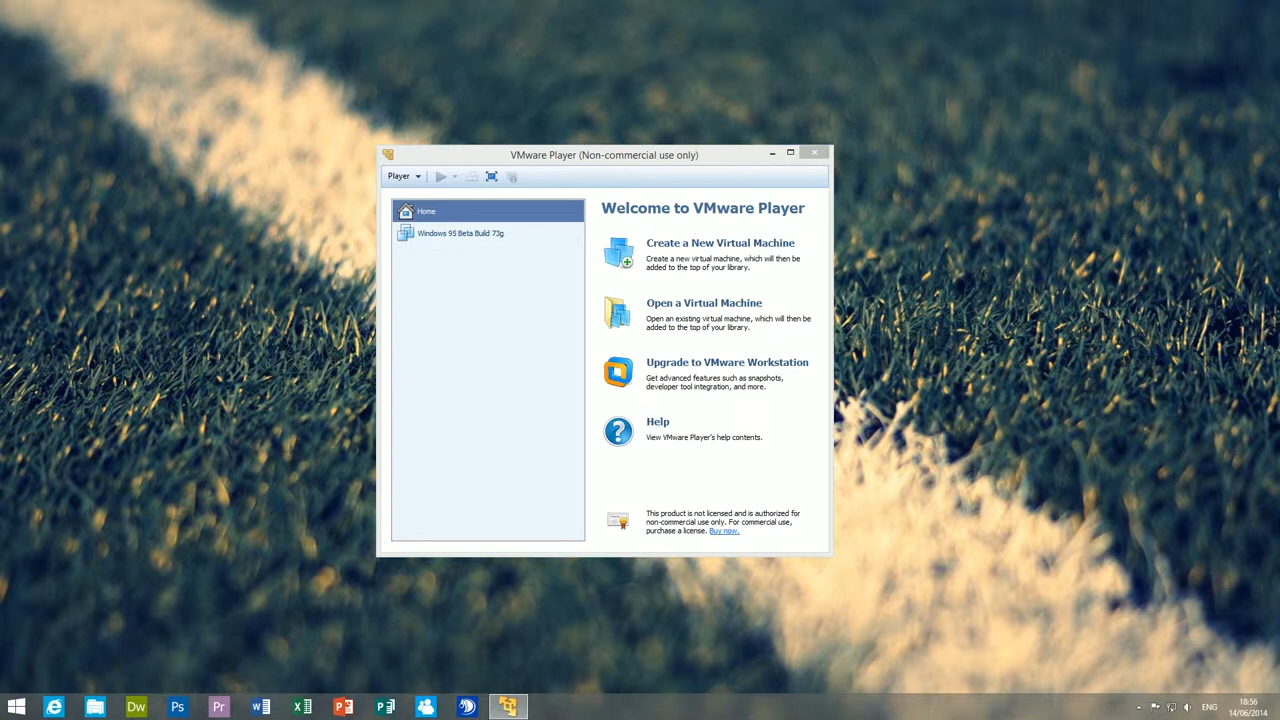 VMware Player (Non-commercial use only)
Player
Home
Windows 95 Beta Build 73g
Welcome to VMware Player
Create a New Virtual Machine
Create a new virtual machine, which will then be
added to the top of your library.
Open a Virtual Machine
Open an existing virtual machine, which will then be
added to the top of your library.
Upgrade to VMware Workstation
Get advanced features such as snapshots,
developer tool integration, and more.
Help
View VMware Player's help contents.
This product is not licensed and is authorized for
non-commercial use only. For commercial use,
purchase a license. Buy now.
Dw
Ps
Pr
ENG
18:56
14/06/2014